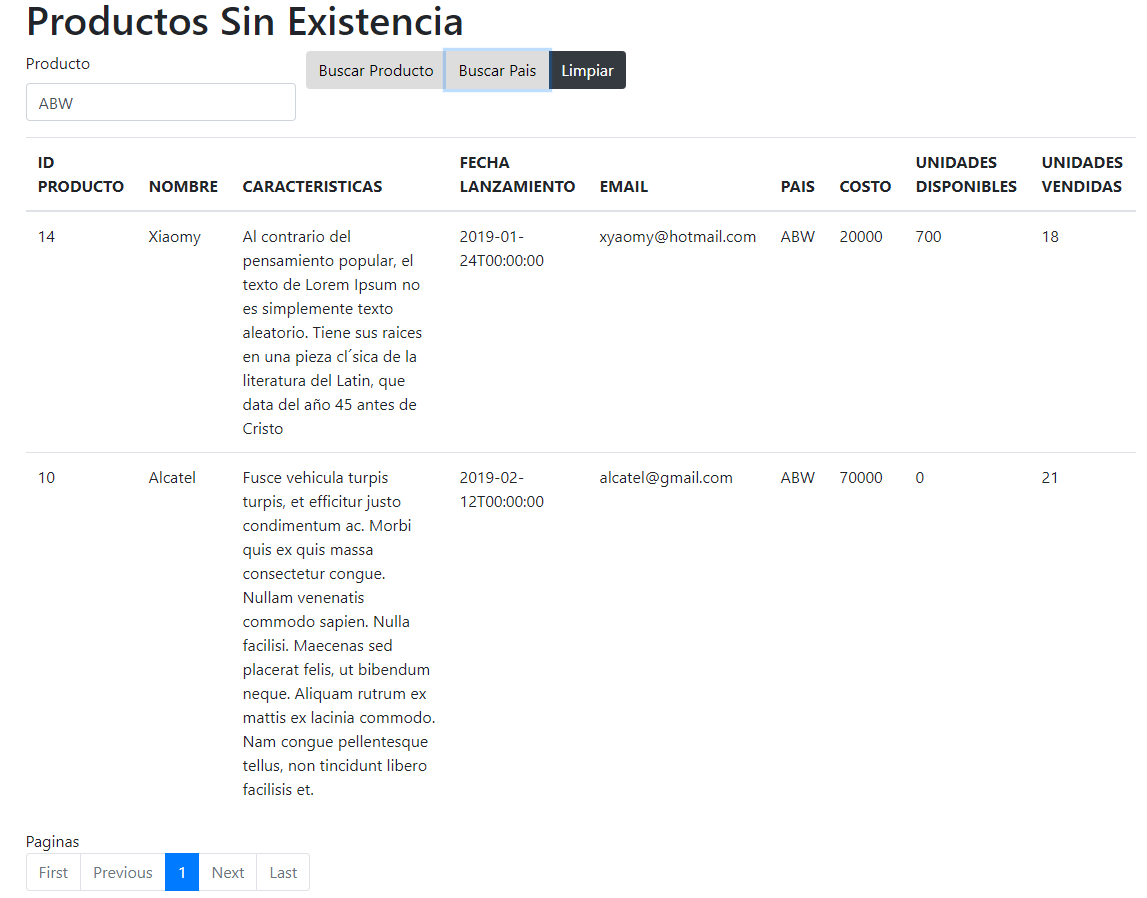 Productos Sin Existencia
Producto
Buscar Producto Buscar Pais Limpiar
ABW
ID PRODUCTO NOMBRE CARACTERISTICAS FECHA LANZAMIENTO EMAIL PAIS COSTO UNIDADES DISPONIBLES UNIDADES VENDIDAS
14 Xiaomy Al contrario del 2019-01- xyaomy@hotmail.com ABW 20000 700 18
pensamiento popular, el 24T00:00:00
texto de Lorem Ipsum no
es simplemente texto
aleatorio. Tiene sus raices
en una pieza cl´sica de la
literatura del Latin, que
data del año 45 antes de
Cristo
10 Alcatel Fusce vehicula turpis 2019-02- alcatel@gmail.com ABW 70000 0 21
turpis, et efficitur justo 12T00:00:00
condimentum ac. Morbi
quis ex quis massa
consectetur congue.
Nullam venenatis
commodo sapien. Nulla
facilisi. Maecenas sed
placerat felis, ut bibendum
neque. Aliquam rutrum ex
mattis ex lacinia commodo.
Nam congue pellentesque
tellus, non tincidunt libero
facilisis et.
Paginas
First Previous 1 Next Last